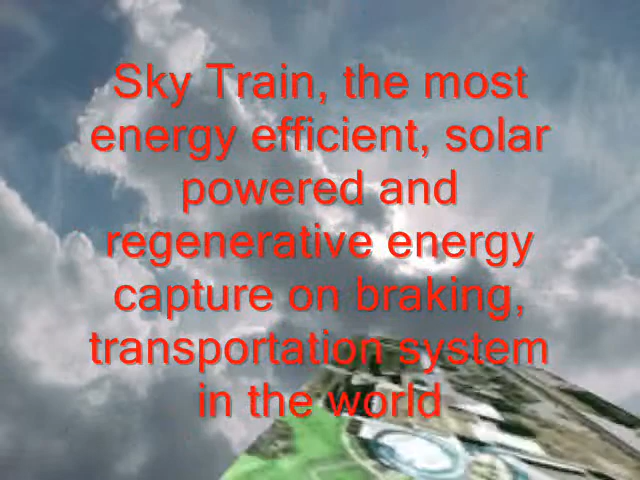 Sky Train, the most
energy efficient, solar
powered and
regenerative energy
capture on braking,
transportation system
in the world